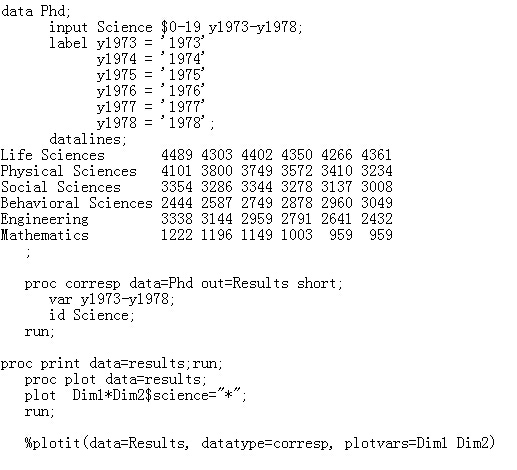 data Phd;
      input Science $0-19 y1973-y1978;
      label y1973 = '1973'
            y1974 = '1974'
            y1975 = '1975'
            y1976 = '1976'
            y1977 = '1977'
            y1978 = '1978';
      datalines;
Life Sciences       4489 4303 4402 4350 4266 4361
Physical Sciences   4101 3800 3749 3572 3410 3234
Social Sciences     3354 3286 3344 3278 3137 3008
Behavioral Sciences 2444 2587 2749 2878 2960 3049
Engineering         3338 3144 2959 2791 2641 2432
Mathematics         1222 1196 1149 1003  959  959
   ;
   proc corresp data=Phd out=Results short;
      var y1973-y1978;
      id Science;
   run;
proc print data=results;run;
   proc plot data=results;
   plot  Dim1*Dim2$science="*";
   run;
   %plotit(data=Results, datatype=corresp, plotvars=Dim1 Dim2)